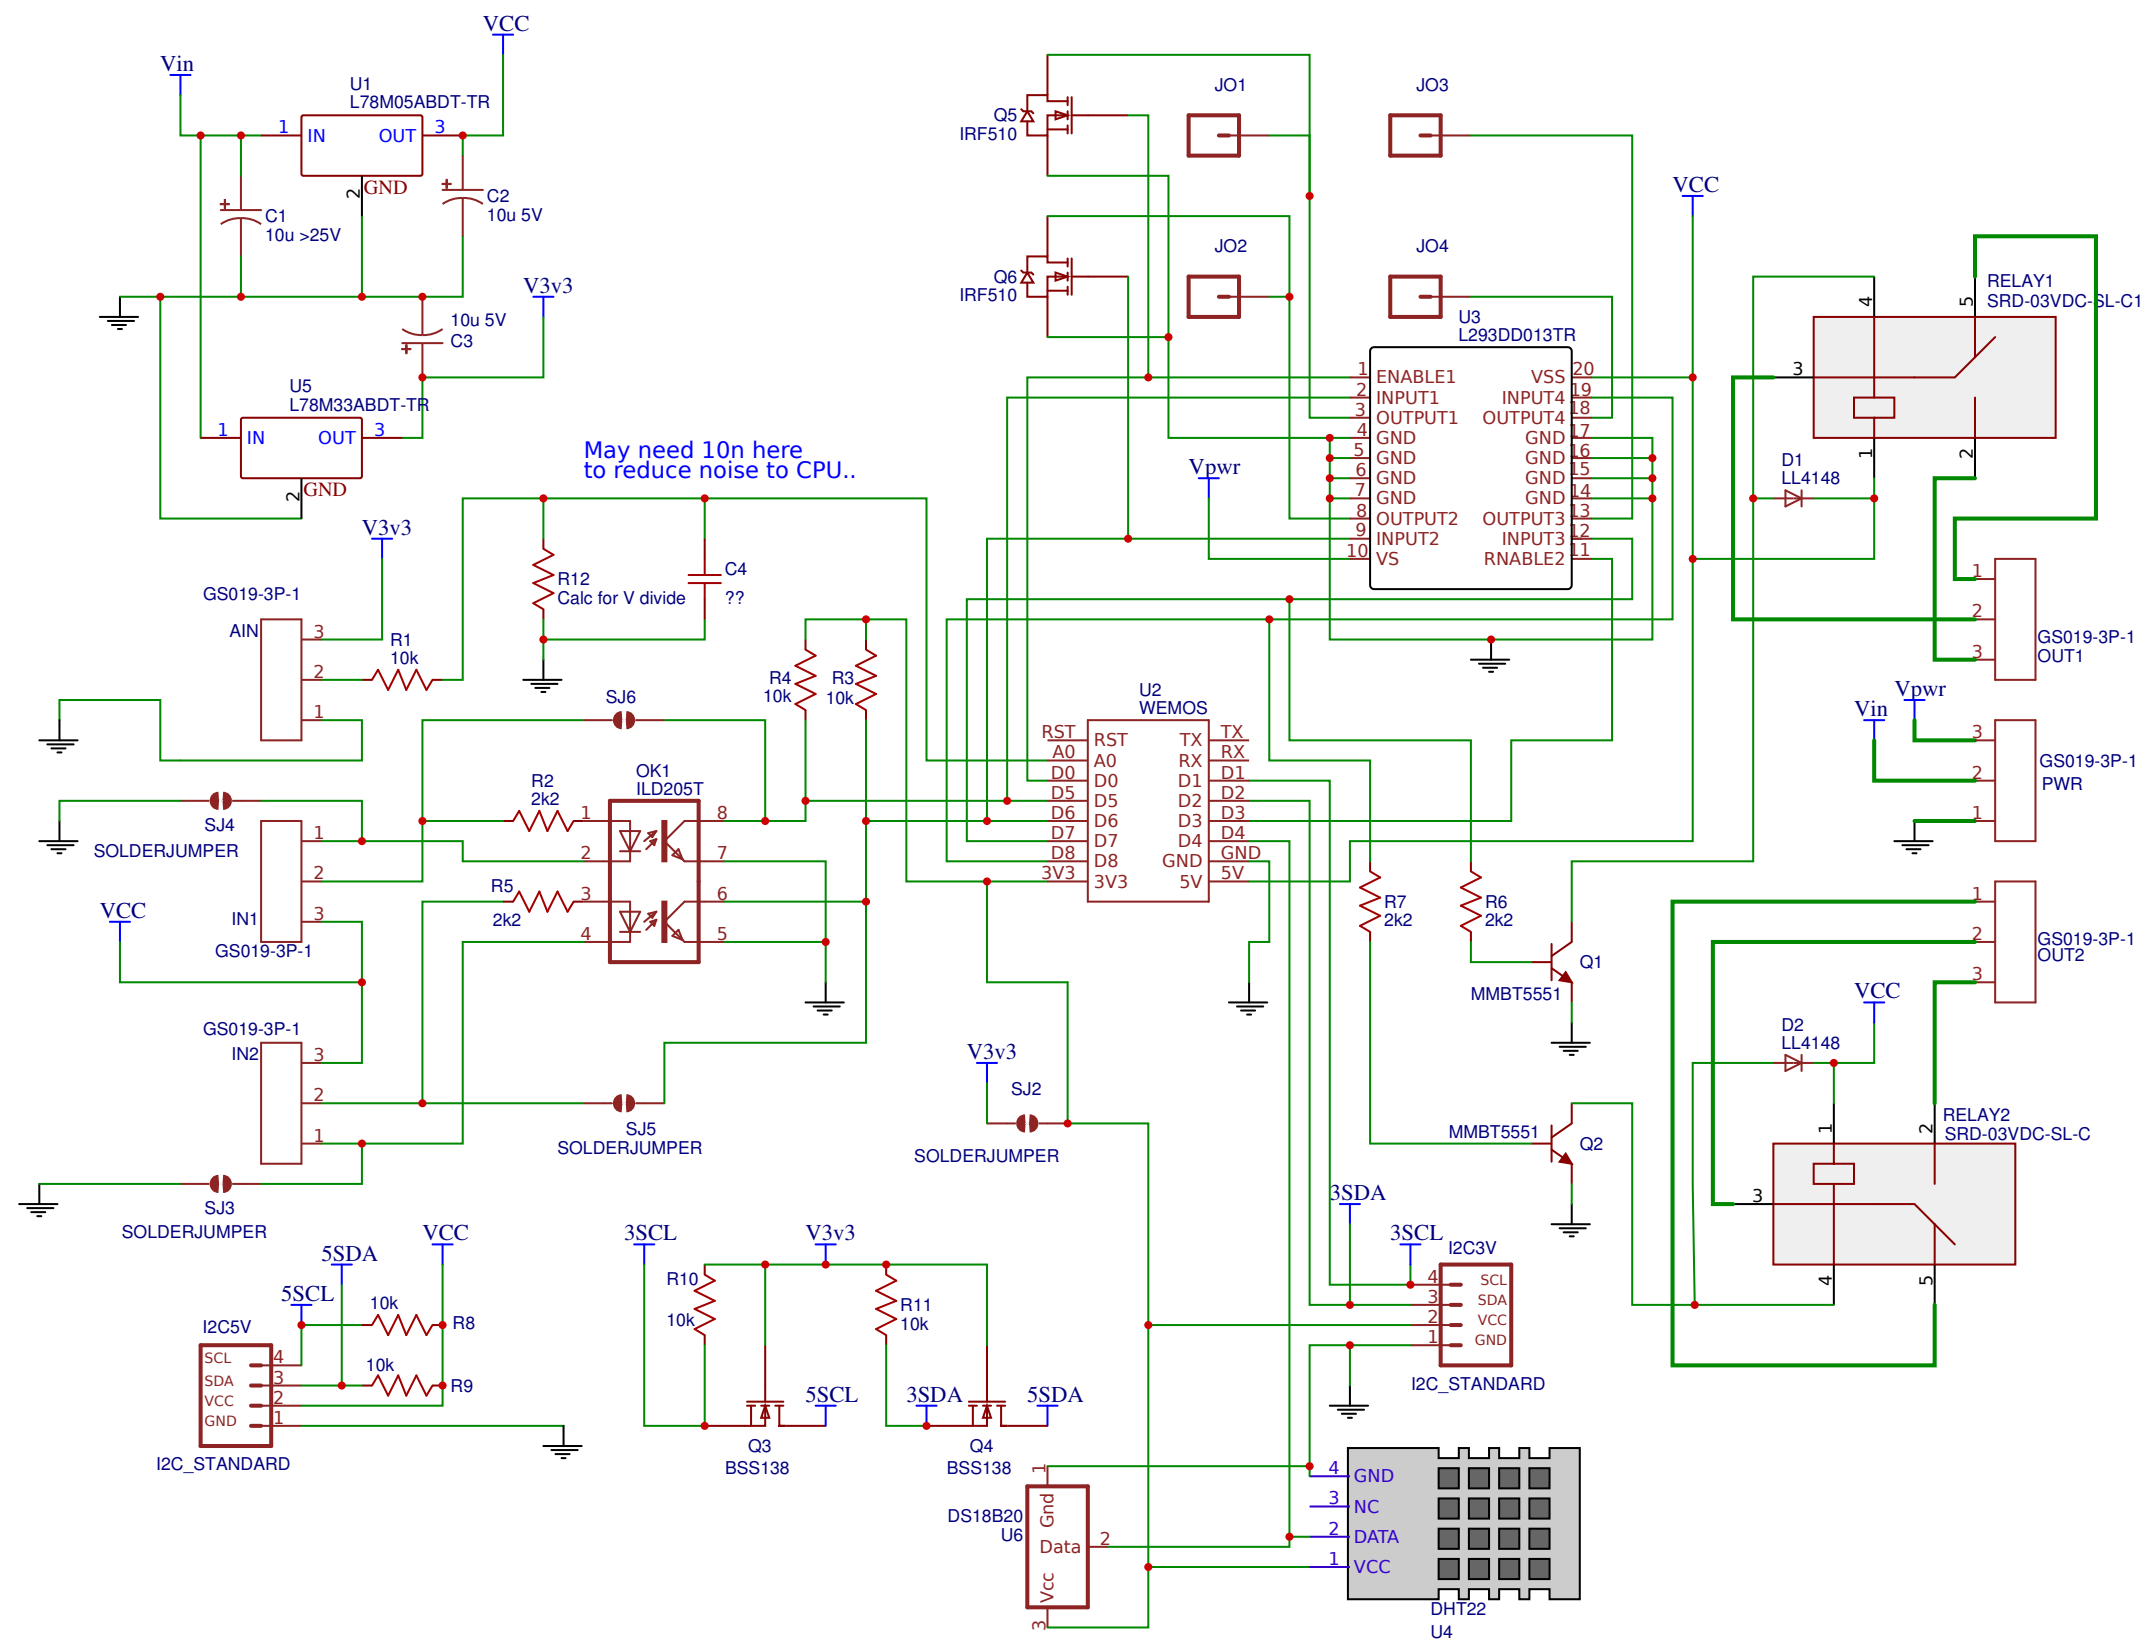 Vin
VCC
U1
L78M05ABDT-TR
1
IN
OUT
3
2
GND
C1
10u >25V
C2
10u 5V
V3v3
10u 5V
C3
U5
L78M33ABDT-TR
1
IN
OUT
3
2
GND
May need 10n here
to reduce noise to CPU..
V3v3
GS019-3P-1
AIN
3
2
1
R1
10k
R12
Calc for V divide
C4
??
R4
10k
R3
10k
SJ6
SJ4
SOLDERJUMPER
1
2
3
IN1
GS019-3P-1
VCC
R2
2k2
R5
2k2
OK1
ILD205T
1
2
3
4
8
7
6
5
GS019-3P-1
IN2
3
2
1
SJ5
SOLDERJUMPER
SJ3
SOLDERJUMPER
Q5
IRF510
Q6
IRF510
JO1
JO3
JO2
JO4
U3
L293DD013TR
1
ENABLE1
2
INPUT1
3
OUTPUT1
4
GND
5
GND
6
GND
7
GND
8
OUTPUT2
9
INPUT2
10
VS
VSS
20
INPUT4
19
OUTPUT4
18
GND
17
GND
16
GND
15
GND
14
OUTPUT3
13
INPUT3
12
RNABLE2
11
Vpwr
VCC
RELAY1
SRD-03VDC-SL-C1
4
5
3
1
2
D1
LL4148
1
2
3
GS019-3P-1
OUT1
Vpwr
Vin
3
2
1
GS019-3P-1
PWR
1
2
3
GS019-3P-1
OUT2
U2
WEMOS
RST
A0
D0
D5
D6
D7
D8
3V3
RST
A0
D0
D5
D6
D7
D8
3V3
TX
RX
D1
D2
D3
D4
GND
5V
TX
RX
D1
D2
D3
D4
GND
5V
R7
2k2
R6
2k2
Q1
MMBT5551
MMBT5551
Q2
VCC
D2
LL4148
RELAY2
SRD-03VDC-SL-C
1
2
3
4
5
V3v3
SJ2
SOLDERJUMPER
5SCL
5SDA
VCC
10k
R8
10k
R9
I2C5V
SCL
SDA
VCC
GND
4
3
2
1
I2C_STANDARD
3SCL
V3v3
R10
10k
R11
10k
5SCL
3SDA
5SDA
Q3
BSS138
Q4
BSS138
3SDA
3SCL
I2C3V
4
3
2
1
SCL
SDA
VCC
GND
I2C_STANDARD
DS18B20
U6
1
Gnd
Data
2
Vcc
3
4
GND
3
NC
2
DATA
1
VCC
DHT22
U4